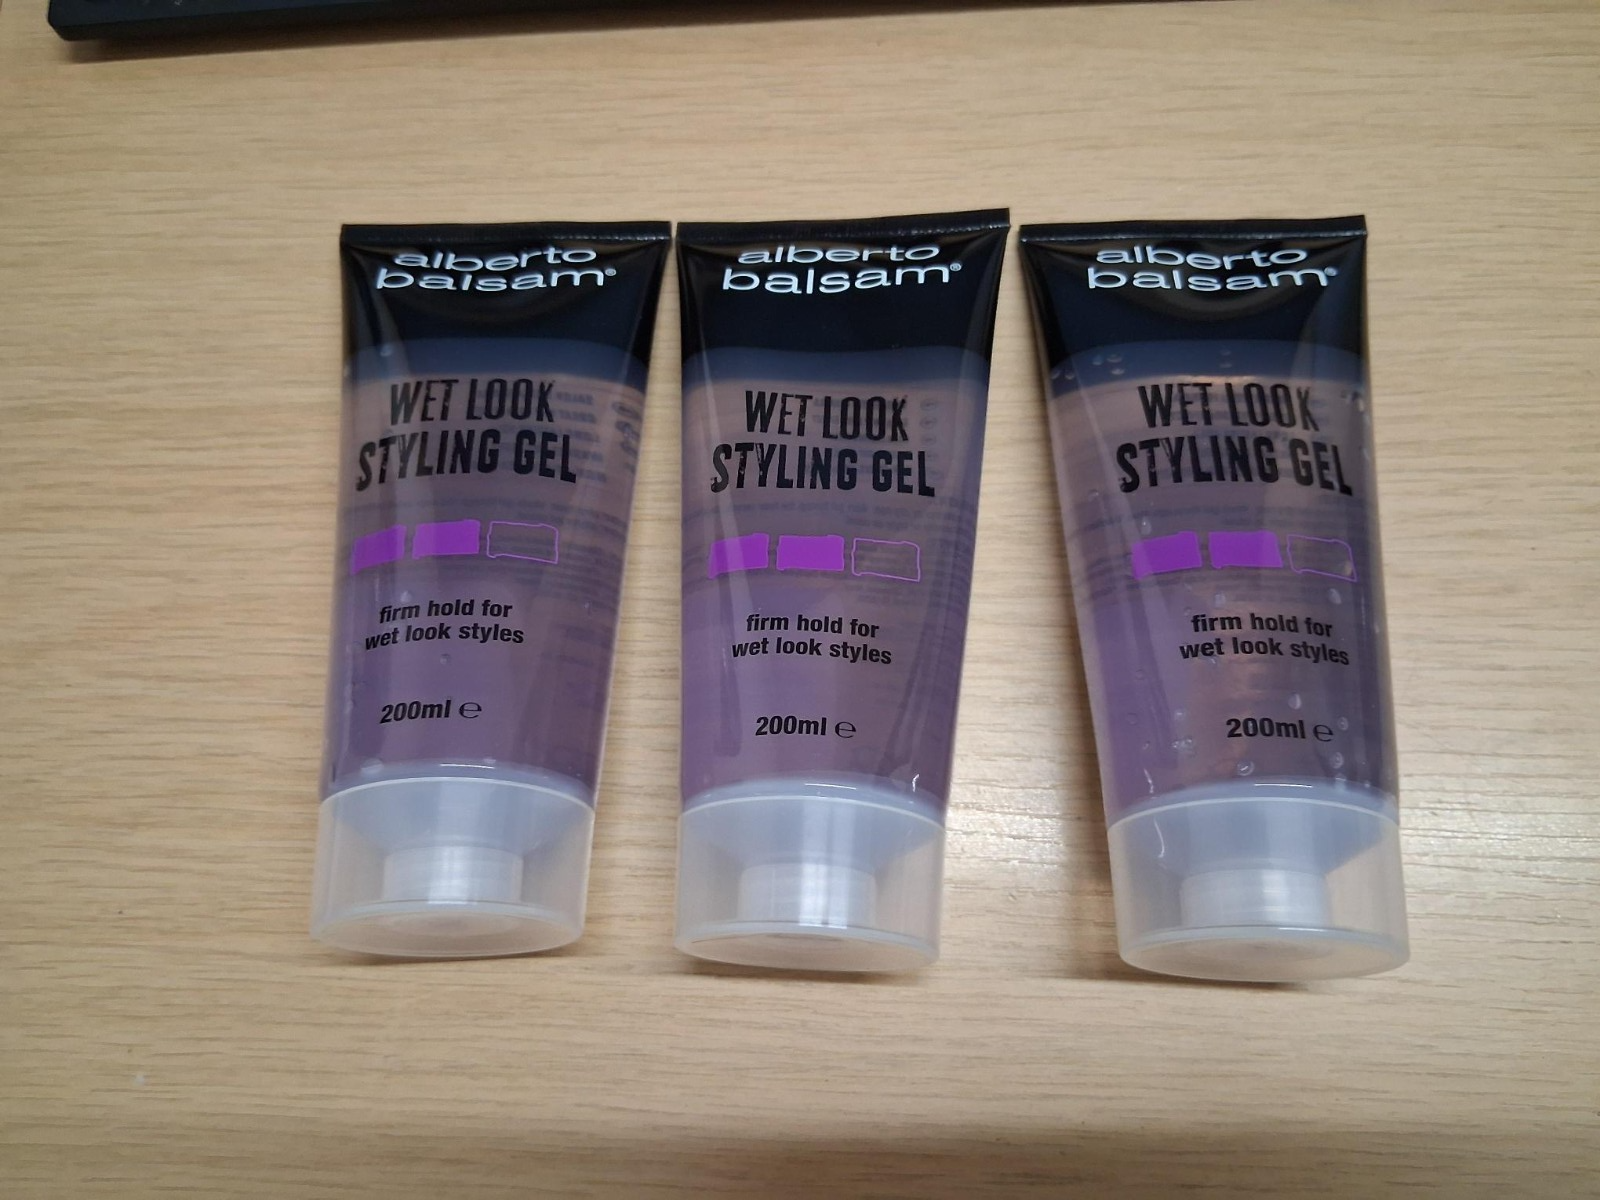 alberto
balsam®
WET LOOK
STYLING GEL
firm hold for
wet look styles
200ml ℮
alberto
balsam®
WET LOOK
STYLING GEL
firm hold for
wet look styles
200ml ℮
alberto
balsam®
WET LOOK
STYLING GEL
firm hold for
wet look styles
200ml ℮